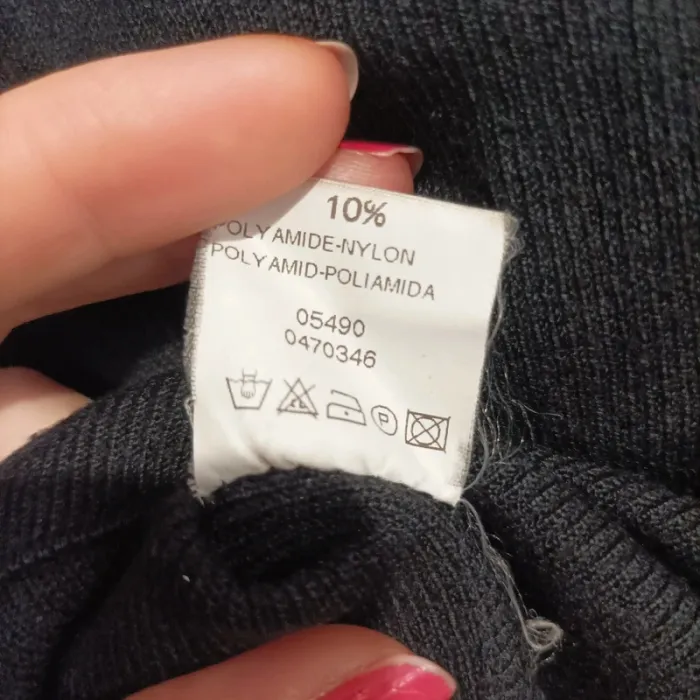 10%
POLYAMIDE-NYLON
POLYAMID-POLIAMIDA
05490
0470346
P